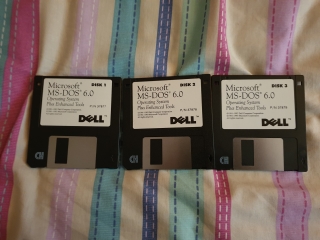 Microsoft®
DISK 1
MS-DOS® 6.0
Operating System
Plus Enhanced Tools
DELL
Microsoft®
DISK 2
MS-DOS® 6.0
Operating System
Plus Enhanced Tools
DELL
Microsoft®
DISK 3
MS-DOS® 6.0
Operating System
Plus Enhanced Tools
DELL